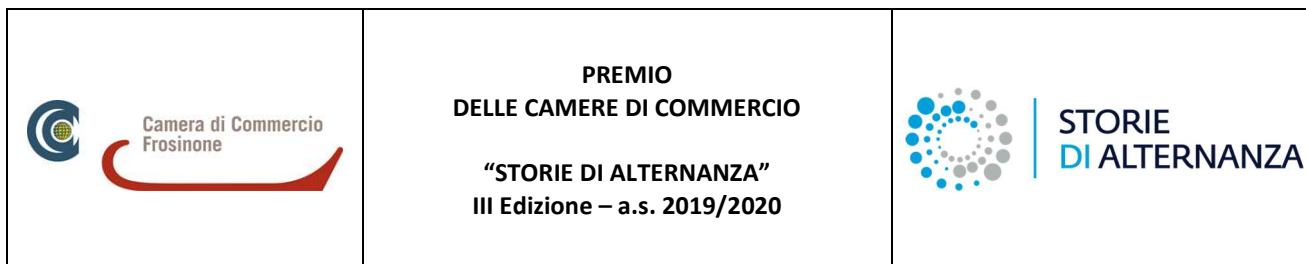 Camera di Commercio
Frosinone
PREMIO
DELLE CAMERE DI COMMERCIO
“STORIE DI ALTERNANZA”
III Edizione – a.s. 2019/2020
STORIE
DI ALTERNANZA